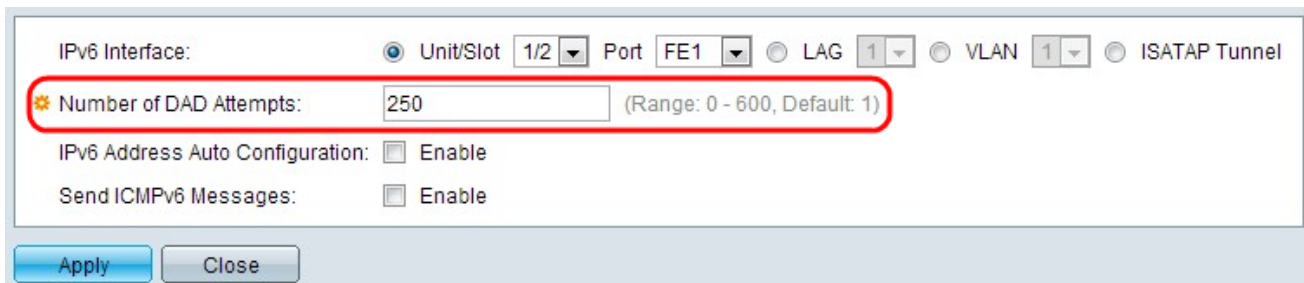 IPv6 Interface: Unit/Slot 1/2 Port FE1 LAG 1 VLAN 1 ISATAP Tunnel
Number of DAD Attempts: 250 (Range: 0 - 600, Default: 1)
IPv6 Address Auto Configuration: Enable
Send ICMPv6 Messages: Enable
Apply Close